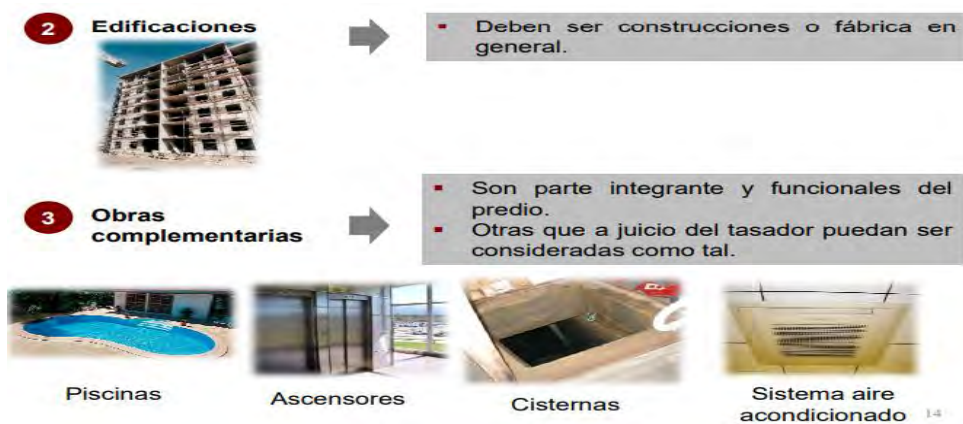 2 Edificaciones
▪ Deben ser construcciones o fábrica en
general.
3 Obras
complementarias
▪ Son parte integrante y funcionales del
predio.
▪ Otras que a juicio del tasador puedan ser
consideradas como tal.
Piscinas
Ascensores
Cisternas
Sistema aire
acondicionado
14